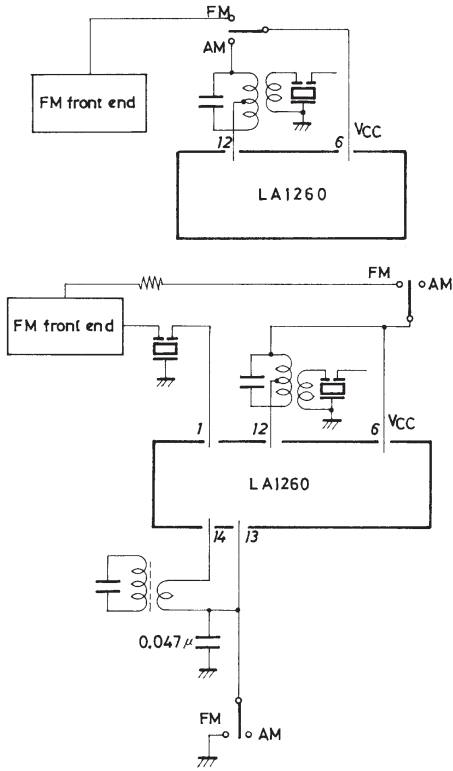 FM
AM
FM front end
12
6
VCC
LA1260
FM
AM
FM front end
1
12
6
VCC
LA1260
14
13
0.047μ
FM
AM